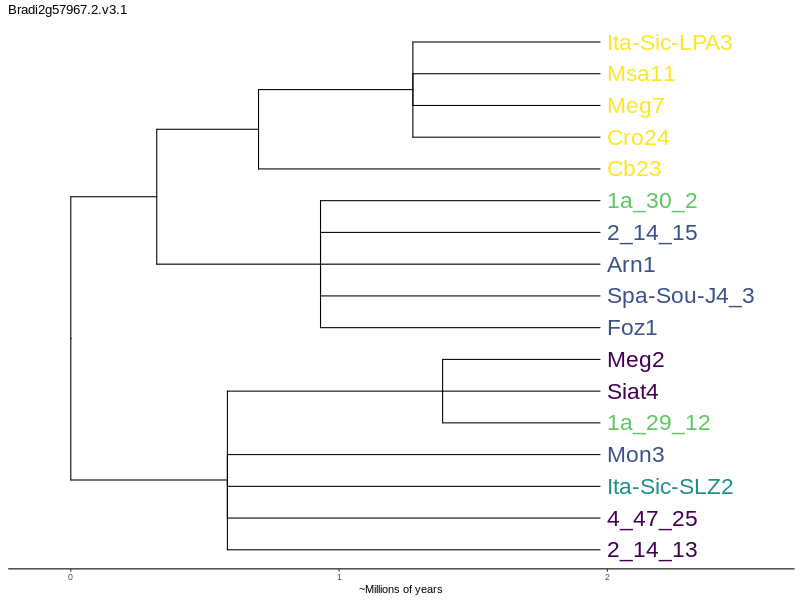 Bradi2g57967.2.v3.1
Ita-Sic-LPA3
Msa11
Meg7
Cro24
Cb23
1a_30_2
2_14_15
Arn1
Spa-Sou-J4_3
Foz1
Meg2
Siat4
1a_29_12
Mon3
Ita-Sic-SLZ2
4_47_25
2_14_13
0 1 2
~Millions of years